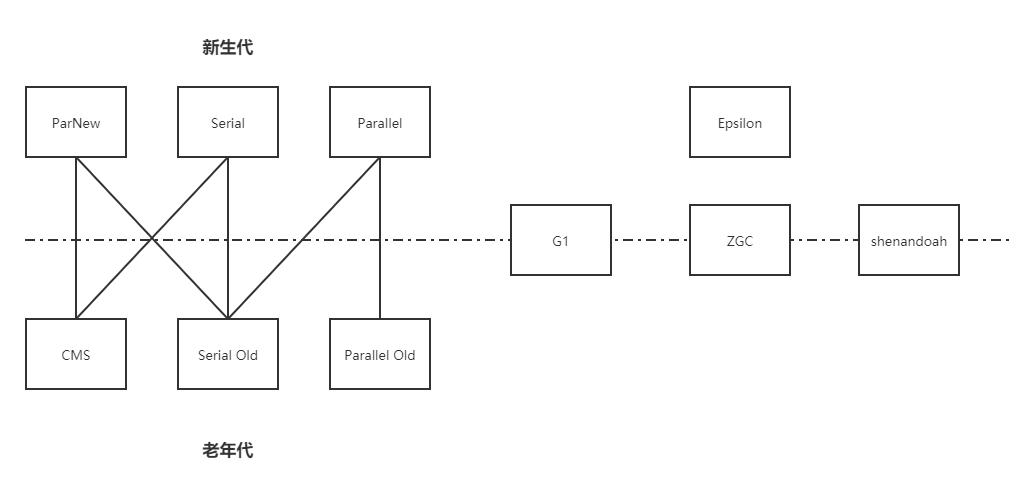 新生代
ParNew
Serial
Parallel
Epsilon
G1
ZGC
shenandoah
CMS
Serial Old
Parallel Old
老年代